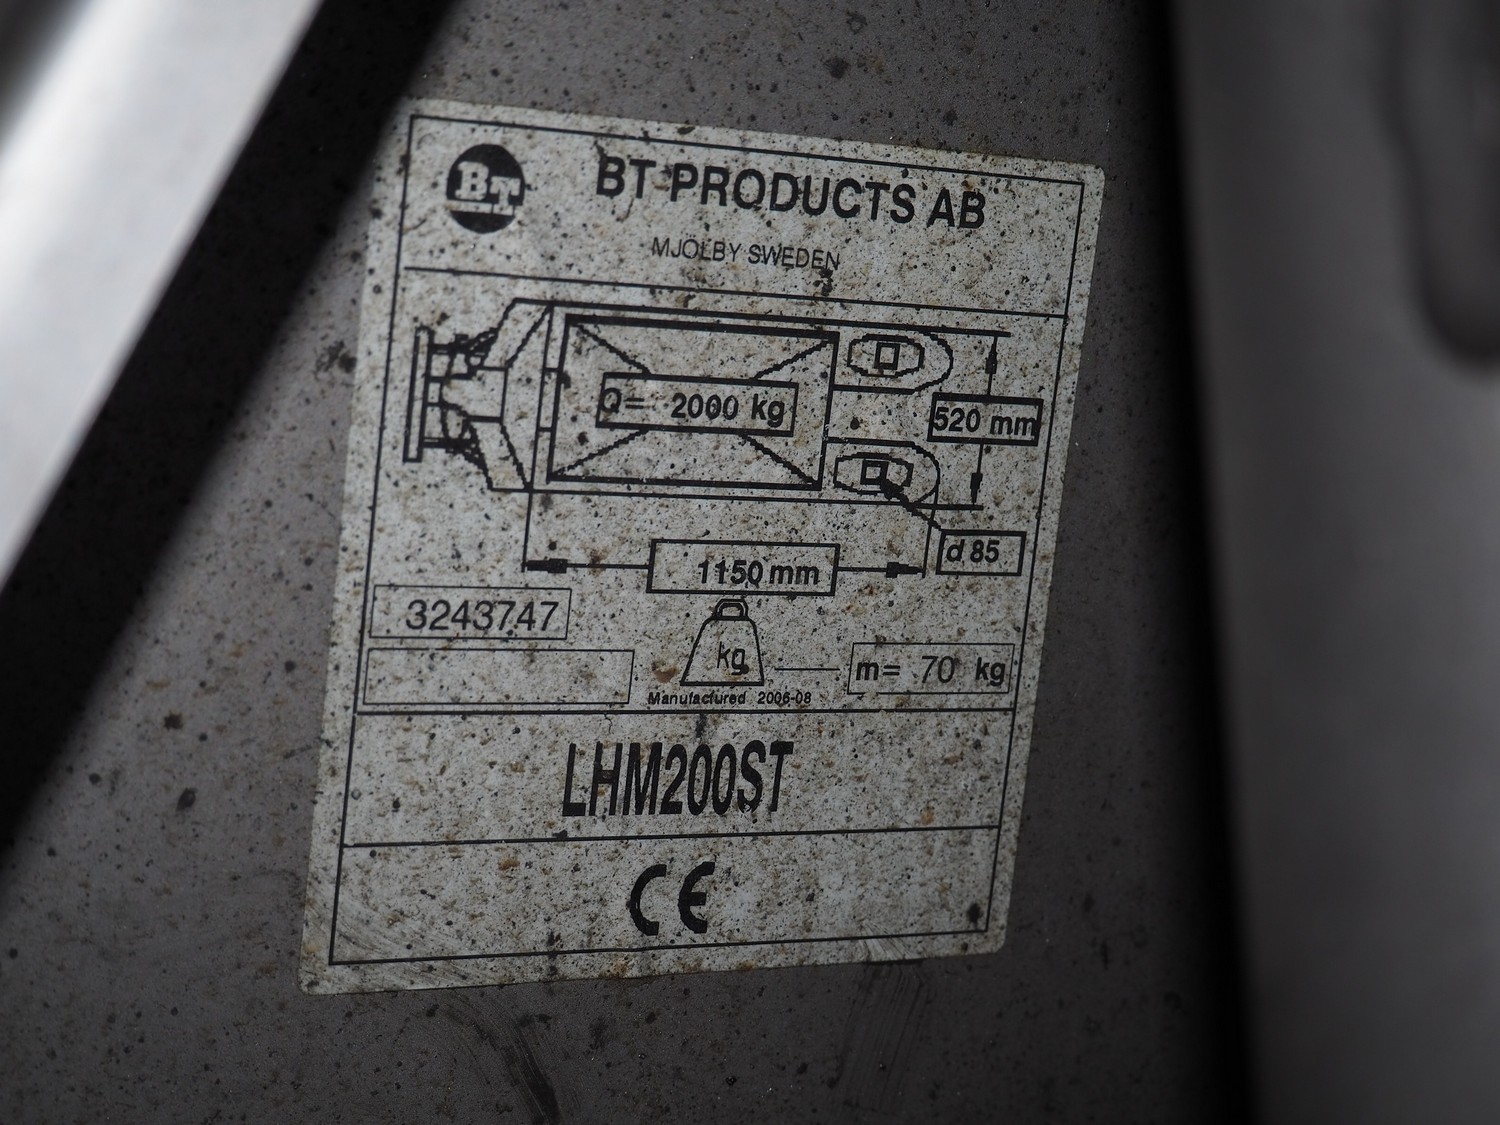 BT
BT PRODUCTS AB
MJÖLBY SWEDEN
Q= 2000 kg
520 mm
d 85
1150 mm
3243747
kg
m= 70 kg
Manufactured 2006-08
LHM200ST
CE